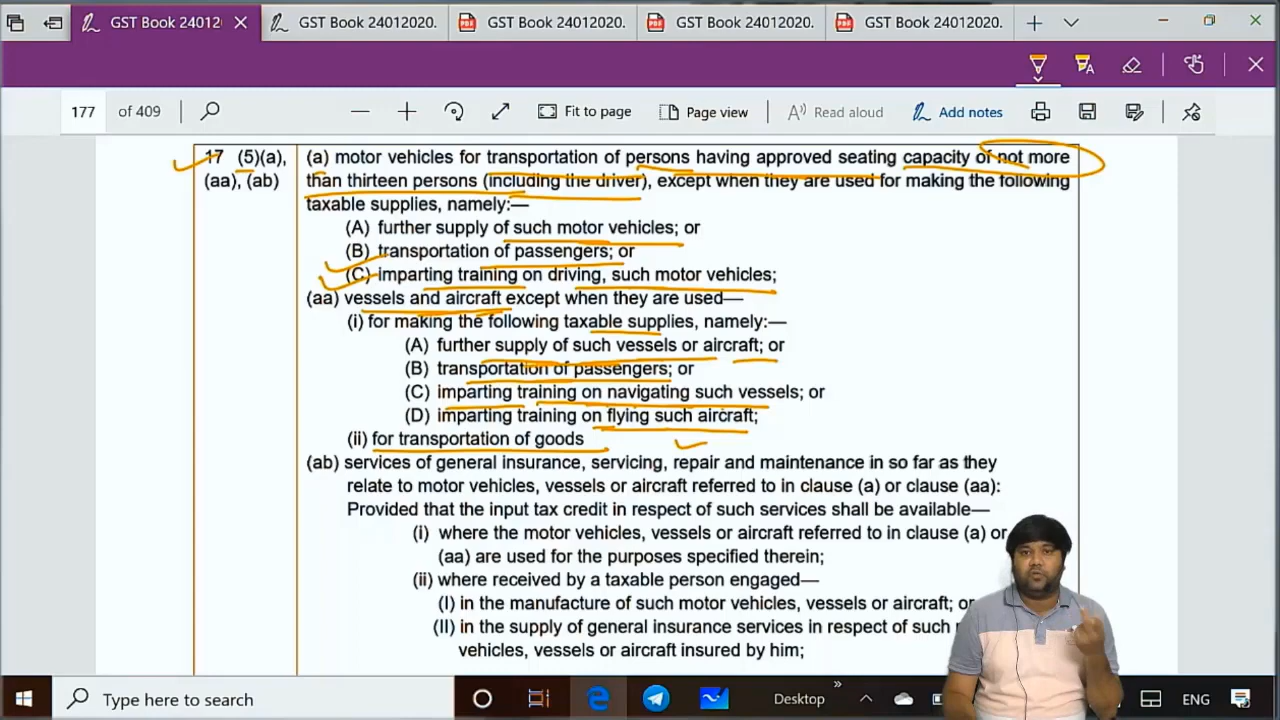 GST Book 24012
GST Book 24012020.
GST Book 24012020.
GST Book 24012020.
GST Book 24012020.
177 of 409
Fit to page
Page view
Read aloud
Add notes
17 (5)(a),
(aa), (ab)
(a) motor vehicles for transportation of persons having approved seating capacity of not more
than thirteen persons (including the driver), except when they are used for making the following
taxable supplies, namely:—
(A) further supply of such motor vehicles; or
(B) transportation of passengers; or
(C) imparting training on driving, such motor vehicles;
(aa) vessels and aircraft except when they are used—
(i) for making the following taxable supplies, namely:—
(A) further supply of such vessels or aircraft; or
(B) transportation of passengers; or
(C) imparting training on navigating such vessels; or
(D) imparting training on flying such aircraft;
(ii) for transportation of goods
(ab) services of general insurance, servicing, repair and maintenance in so far as they
relate to motor vehicles, vessels or aircraft referred to in clause (a) or clause (aa):
Provided that the input tax credit in respect of such services shall be available—
(i) where the motor vehicles, vessels or aircraft referred to in clause (a) or
(aa) are used for the purposes specified therein;
(ii) where received by a taxable person engaged—
(I) in the manufacture of such motor vehicles, vessels or aircraft; or
(II) in the supply of general insurance services in respect of such
vehicles, vessels or aircraft insured by him;
Type here to search
Desktop
ENG